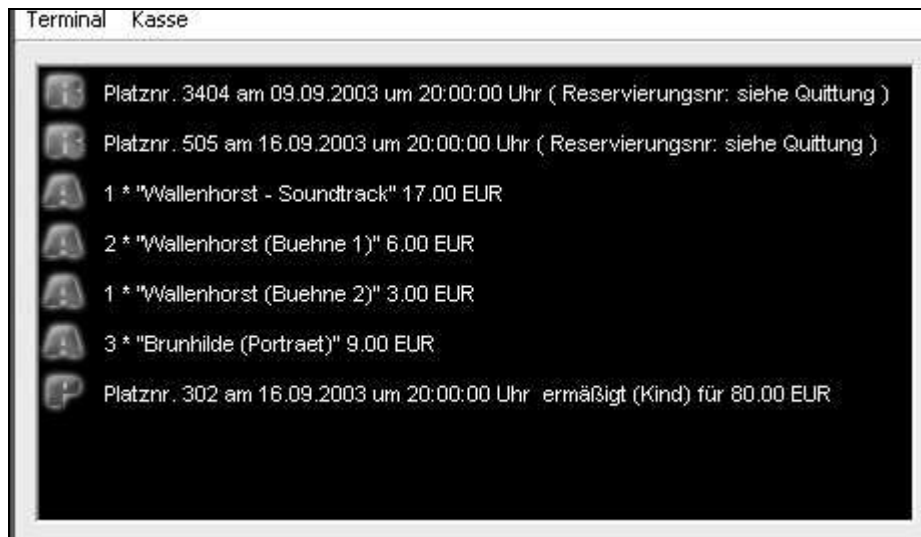 Terminal Kasse
Platznr. 3404 am 09.09.2003 um 20:00:00 Uhr ( Reservierungsnr: siehe Quittung )
Platznr. 505 am 16.09.2003 um 20:00:00 Uhr ( Reservierungsnr: siehe Quittung )
1 * "Wallenhorst - Soundtrack" 17.00 EUR
2 * "Wallenhorst (Buehne 1)" 6.00 EUR
1 * "Wallenhorst (Buehne 2)" 3.00 EUR
3 * "Brunhilde (Portraet)" 9.00 EUR
Platznr. 302 am 16.09.2003 um 20:00:00 Uhr ermäßigt (Kind) für 80.00 EUR